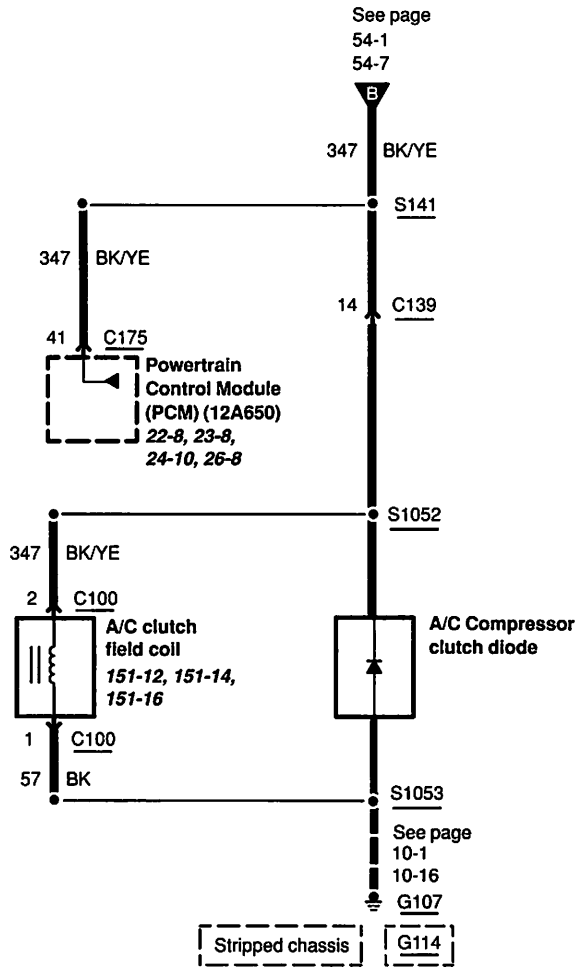 See page
54-1
54-7
B
347 BK/YE
S141
347 BK/YE
14 C139
41 C175
Powertrain
Control Module
(PCM) (12A650)
22-8, 23-8,
24-10, 26-8
S1052
347 BK/YE
2 C100
A/C clutch
field coil
151-12, 151-14,
151-16
A/C Compressor
clutch diode
1 C100
57 BK
S1053
See page
10-1
10-16
G107
Stripped chassis
G114